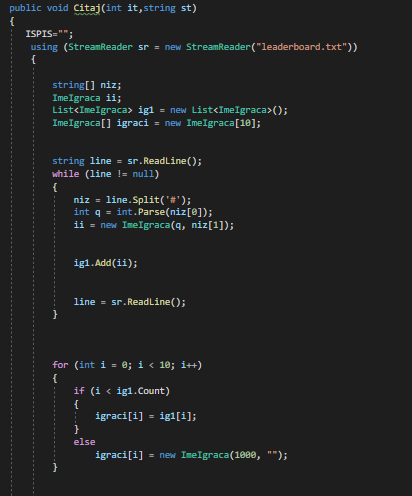 public void Citaj(int it,string st)
{
ISPIS="";
using (StreamReader sr = new StreamReader("leaderboard.txt"))
{
string[] niz;
ImeIgraca ii;
List<ImeIgraca> ig1 = new List<ImeIgraca>();
ImeIgraca[] igraci = new ImeIgraca[10];
string line = sr.ReadLine();
while (line != null)
{
niz = line.Split('#');
int q = int.Parse(niz[0]);
ii = new ImeIgraca(q, niz[1]);
ig1.Add(ii);
line = sr.ReadLine();
}
for (int i = 0; i < 10; i++)
{
if (i < ig1.Count)
{
igraci[i] = ig1[i];
}
else
igraci[i] = new ImeIgraca(1000, "");
}